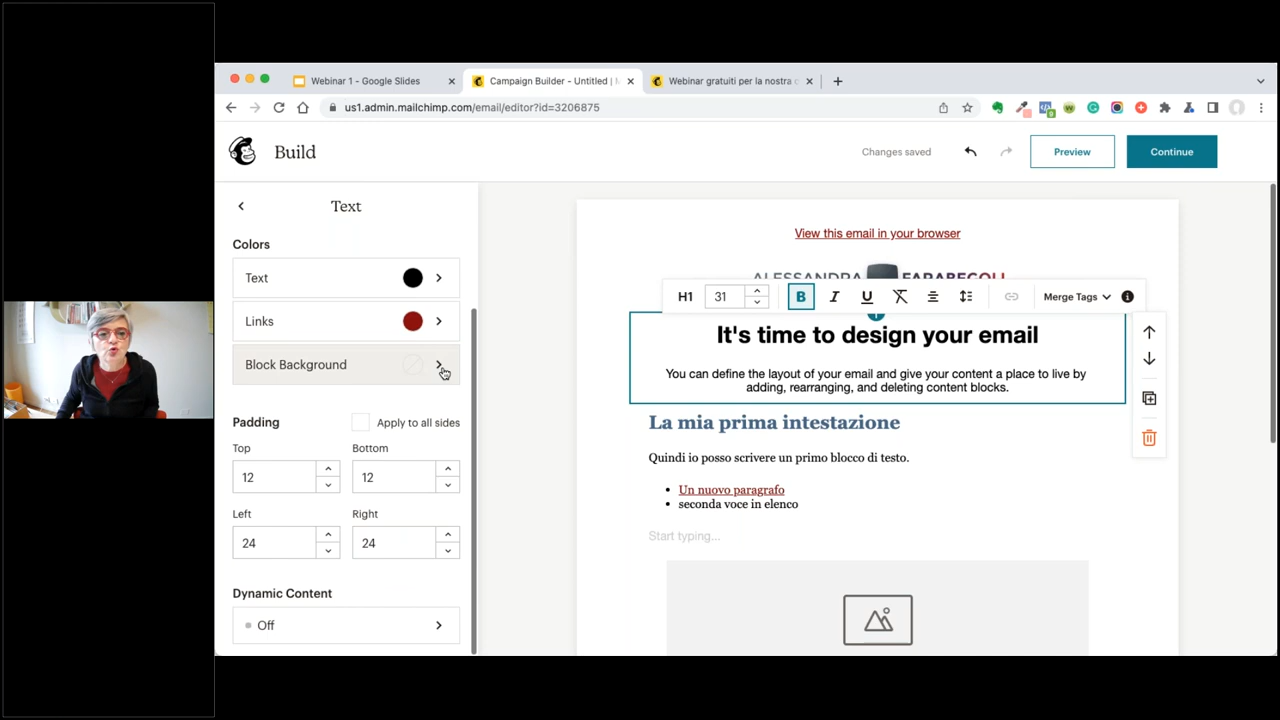 Webinar 1 - Google Slides
Campaign Builder - Untitled |
Webinar gratuiti per la nostra
us1.admin.mailchimp.com/email/editor?id=3206875
Build
Changes saved
Preview
Continue
Text
Colors
Text
Links
Block Background
Padding
Apply to all sides
Top
Bottom
12
12
Left
Right
24
24
Dynamic Content
Off
View this email in your browser
ALESSANDRA FARABEGOLI
H1 31 B I U Merge Tags
It's time to design your email
You can define the layout of your email and give your content a place to live by
adding, rearranging, and deleting content blocks.
La mia prima intestazione
Quindi io posso scrivere un primo blocco di testo.
Un nuovo paragrafo
seconda voce in elenco
Start typing...